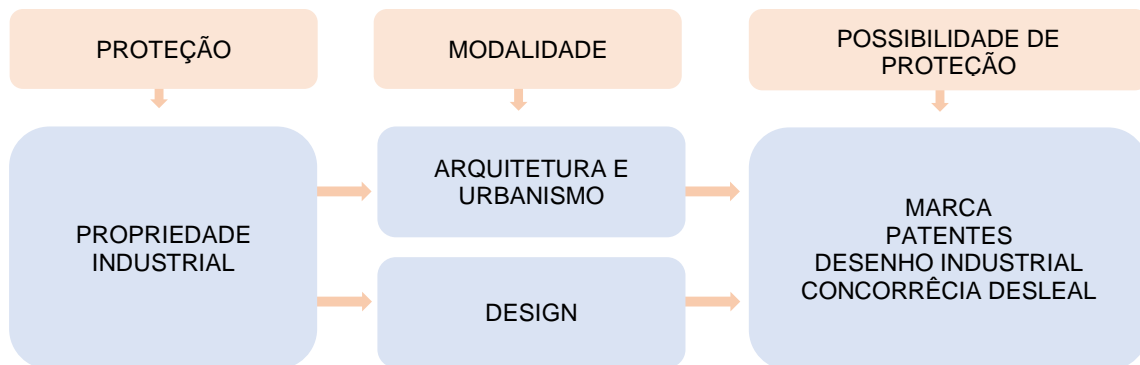 PROTEÇÃO
MODALIDADE
POSSIBILIDADE DE
PROTEÇÃO
PROPRIEDADE
INDUSTRIAL
ARQUITETURA E
URBANISMO
DESIGN
MARCA
PATENTES
DESENHO INDUSTRIAL
CONCORRÊCIA DESLEAL